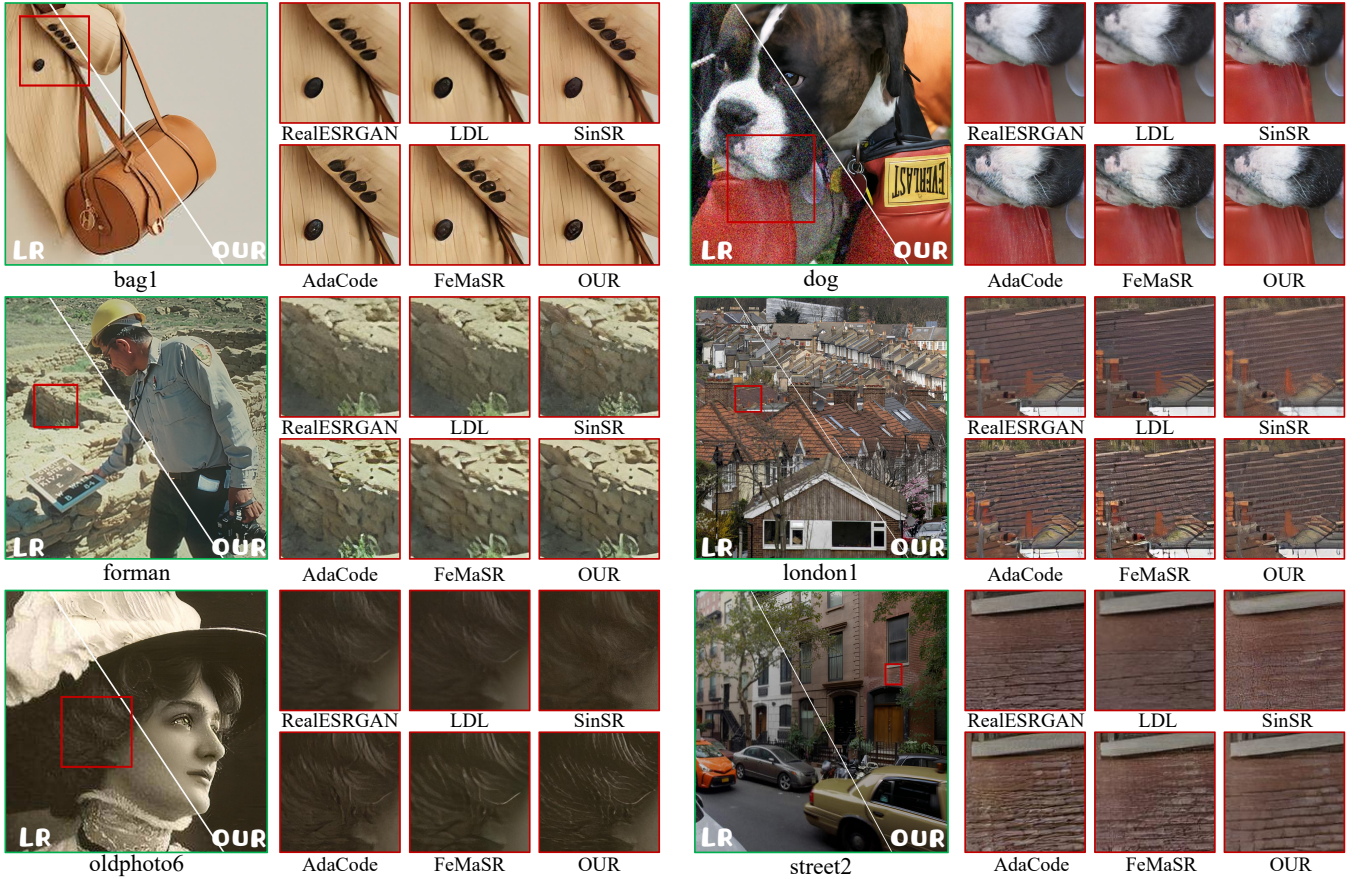 LR OUR
RealESRGAN LDL SinSR
AdaCode FeMaSR OUR
bag1
EVERLAST
LR OUR
RealESRGAN LDL SinSR
AdaCode FeMaSR OUR
dog
LR OUR
RealESRGAN LDL SinSR
AdaCode FeMaSR OUR
forman
LR OUR
RealESRGAN LDL SinSR
AdaCode FeMaSR OUR
london1
LR OUR
RealESRGAN LDL SinSR
AdaCode FeMaSR OUR
oldphoto6
LR OUR
RealESRGAN LDL SinSR
AdaCode FeMaSR OUR
street2